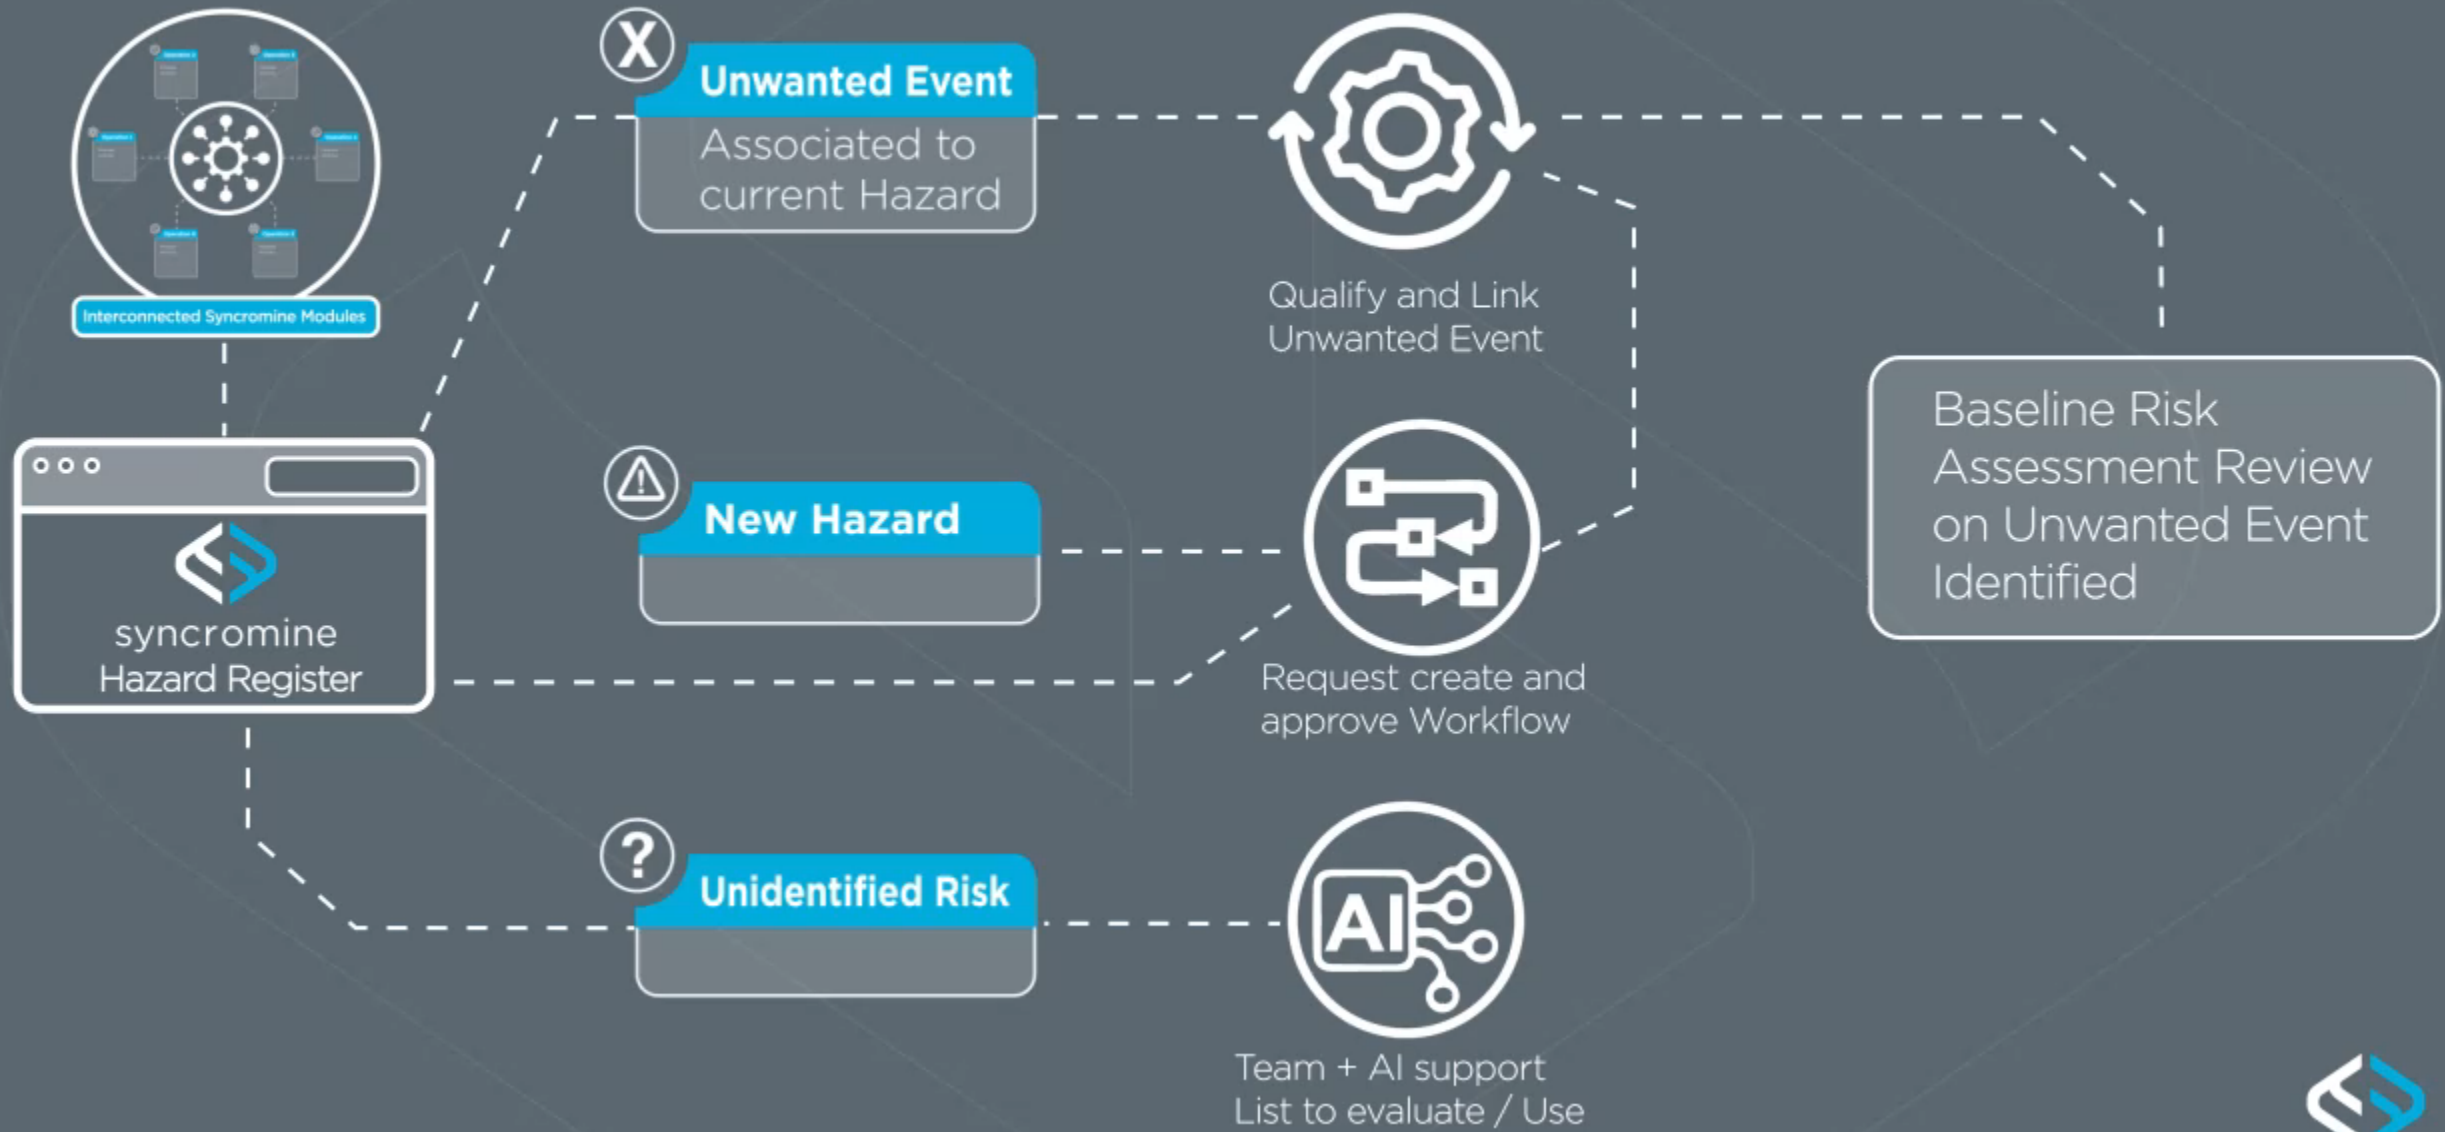 X
Unwanted Event
Associated to
current Hazard
Qualify and Link
Unwanted Event
Interconnected Syncromine Modules
Baseline Risk
Assessment Review
on Unwanted Event
Identified
New Hazard
syncromine
Hazard Register
Request create and
approve Workflow
?
Unidentified Risk
AI
Team + AI support
List to evaluate / Use